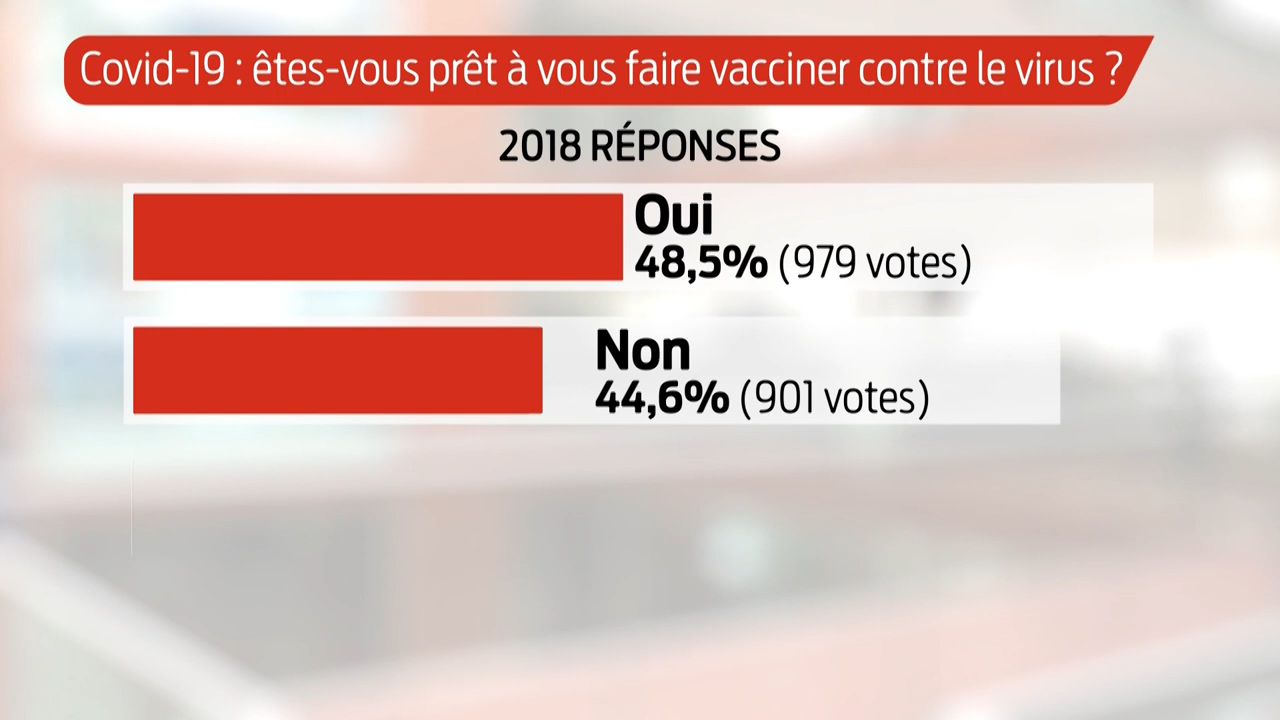 Covid-19 : êtes-vous prêt à vous faire vacciner contre le virus ?
2018 RÉPONSES
Oui
48,5% (979 votes)
Non
44,6% (901 votes)